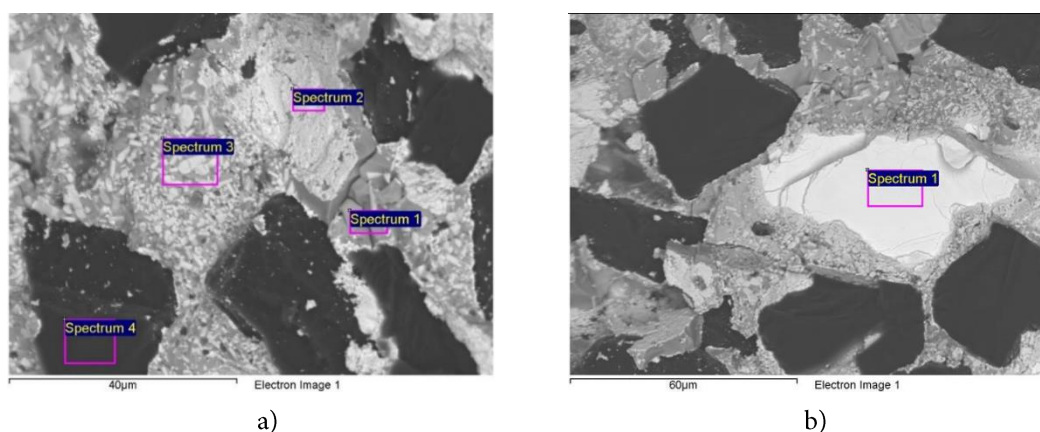 Spectrum 2
Spectrum 3
Spectrum 1
Spectrum 4
40µm
Electron Image 1
a)
Spectrum 1
60µm
Electron Image 1
b)